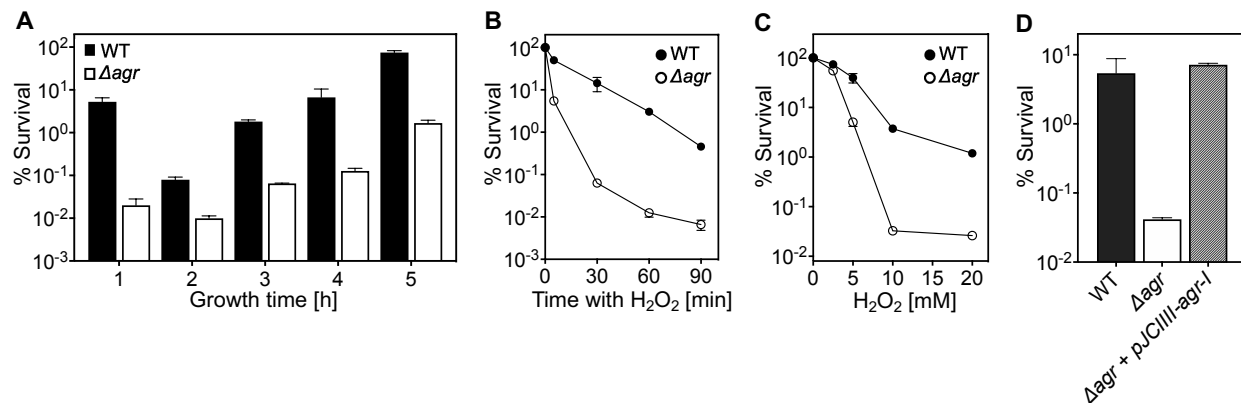 A
% Survival
10²
10¹
10⁰
10⁻¹
10⁻²
10⁻³
WT
Δagr
1 2 3 4 5
Growth time [h]
B
% Survival
10²
10¹
10⁰
10⁻¹
10⁻²
10⁻³
WT
Δagr
0 30 60 90
Time with H₂O₂ [min]
C
% Survival
10²
10¹
10⁰
10⁻¹
10⁻²
WT
Δagr
0 5 10 15 20
H₂O₂ [mM]
D
% Survival
10¹
10⁰
10⁻¹
10⁻²
WT
Δagr
Δagr + pJCIIII-agr-I